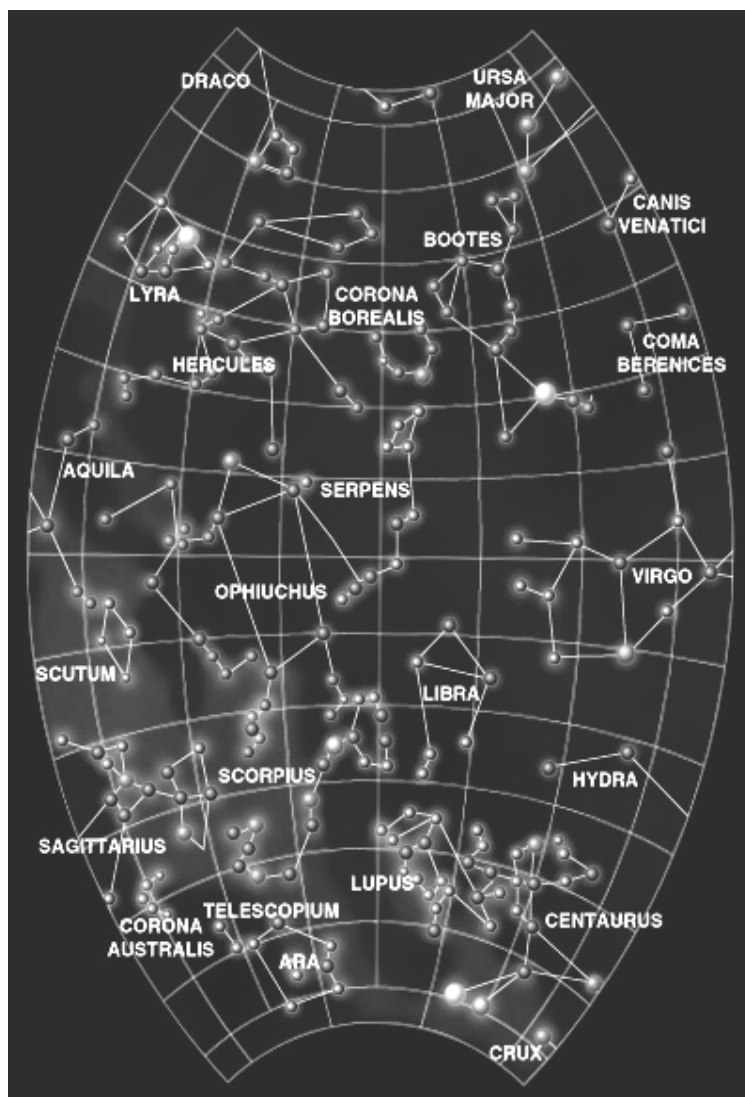 DRACO
URSA
MAJOR
CANIS
VENATICI
BOOTES
LYRA
CORONA
BOREALIS
COMA
BERENICES
HERCULES
AQUILA
SERPENS
VIRGO
OPHIUCHUS
SCUTUM
LIBRA
SCORPIUS
HYDRA
SAGITTARIUS
LUPUS
TELESCOPIUM
CENTAURUS
CORONA
AUSTRALIS
ARA
CRUX